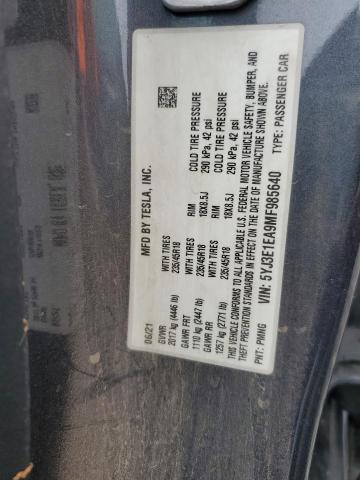 MFD BY TESLA, INC.
06/21
GVWR
2017 kg (4446 lb)
WITH TIRES
235/45R18
GAWR FRT
1110 kg (2447 lb)
WITH TIRES
235/45R18
RIM
18X8.5J
COLD TIRE PRESSURE
290 kPa, 42 psi
GAWR RR
1257 kg (2771 lb)
WITH TIRES
235/45R18
RIM
18X8.5J
COLD TIRE PRESSURE
290 kPa, 42 psi
THIS VEHICLE CONFORMS TO ALL APPLICABLE U.S. FEDERAL MOTOR VEHICLE SAFETY, BUMPER, AND
THEFT PREVENTION STANDARDS IN EFFECT ON THE DATE OF MANUFACTURE SHOWN ABOVE.
PNT: PMNG
VIN: 5YJ3E1EA9MF985640
TYPE: PASSENGER CAR